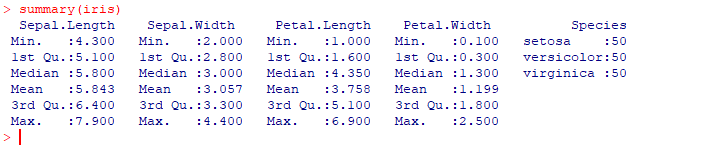 > summary(iris)
  Sepal.Length    Sepal.Width     Petal.Length    Petal.Width          Species
 Min.   :4.300   Min.   :2.000   Min.   :1.000   Min.   :0.100   setosa    :50
 1st Qu.:5.100   1st Qu.:2.800   1st Qu.:1.600   1st Qu.:0.300   versicolor:50
 Median :5.800   Median :3.000   Median :4.350   Median :1.300   virginica :50
 Mean   :5.843   Mean   :3.057   Mean   :3.758   Mean   :1.199
 3rd Qu.:6.400   3rd Qu.:3.300   3rd Qu.:5.100   3rd Qu.:1.800
 Max.   :7.900   Max.   :4.400   Max.   :6.900   Max.   :2.500
>